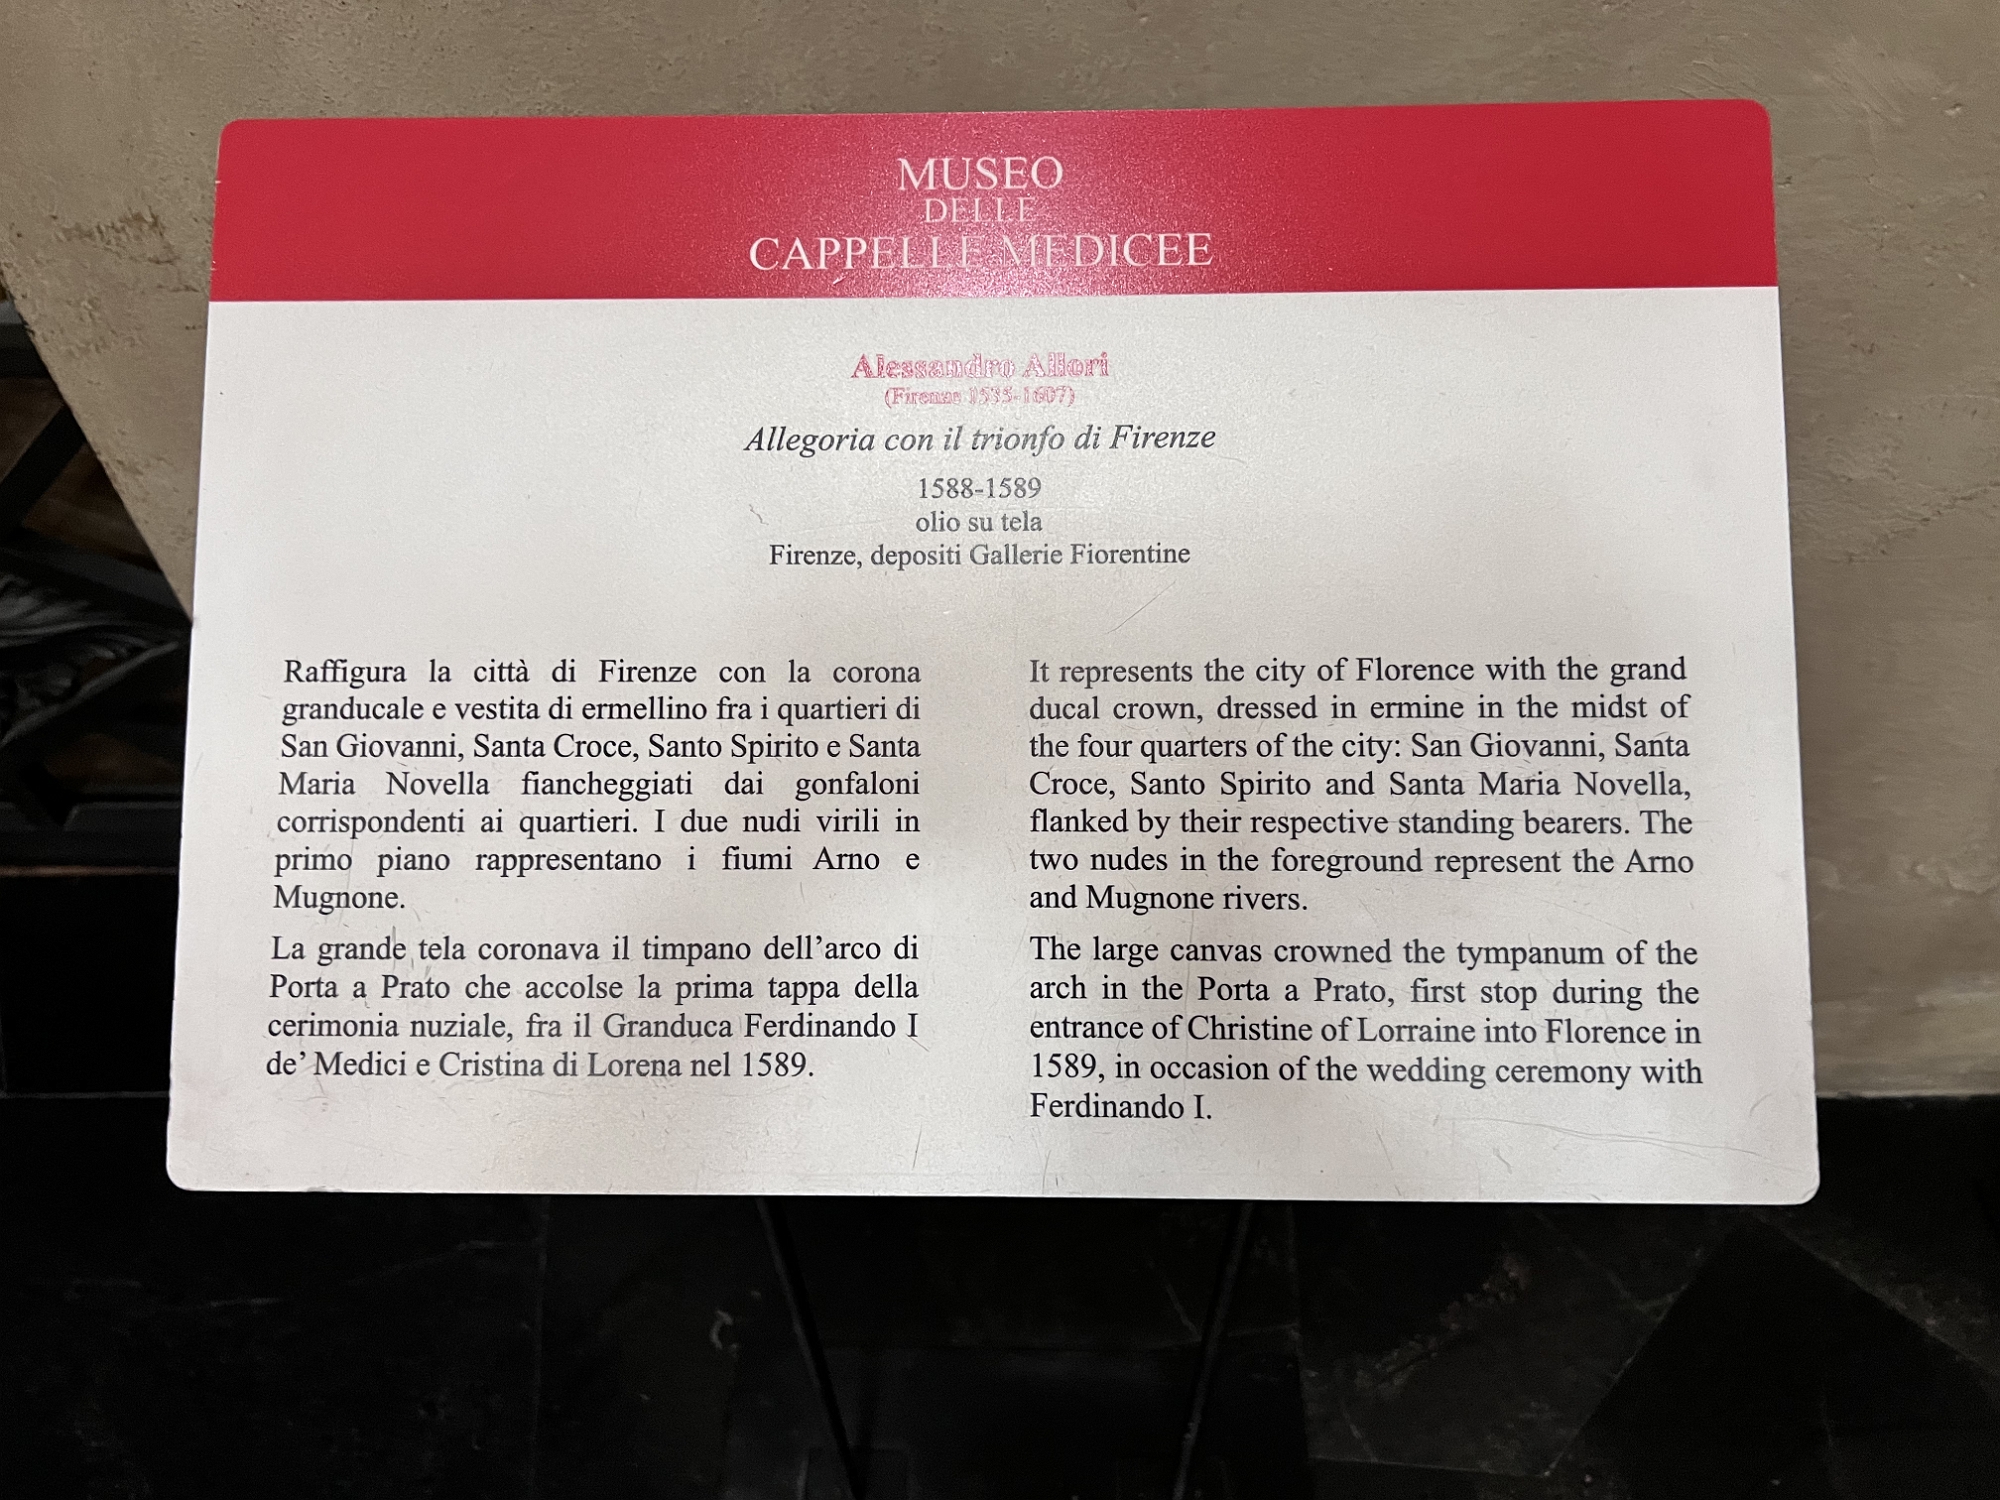 MUSEO
DELLE
CAPPELLE MEDICEE
Alessandro Allori
(Firenze 1535-1607)
Allegoria con il trionfo di Firenze
1588-1589
olio su tela
Firenze, depositi Gallerie Fiorentine
Raffigura la città di Firenze con la corona
granducale e vestita di ermellino fra i quartieri di
San Giovanni, Santa Croce, Santo Spirito e Santa
Maria Novella fiancheggiati dai gonfaloni
corrispondenti ai quartieri. I due nudi virili in
primo piano rappresentano i fiumi Arno e
Mugnone.
La grande tela coronava il timpano dell’arco di
Porta a Prato che accolse la prima tappa della
cerimonia nuziale, fra il Granduca Ferdinando I
de’ Medici e Cristina di Lorena nel 1589.
It represents the city of Florence with the grand
ducal crown, dressed in ermine in the midst of
the four quarters of the city: San Giovanni, Santa
Croce, Santo Spirito and Santa Maria Novella,
flanked by their respective standing bearers. The
two nudes in the foreground represent the Arno
and Mugnone rivers.
The large canvas crowned the tympanum of the
arch in the Porta a Prato, first stop during the
entrance of Christine of Lorraine into Florence in
1589, in occasion of the wedding ceremony with
Ferdinando I.